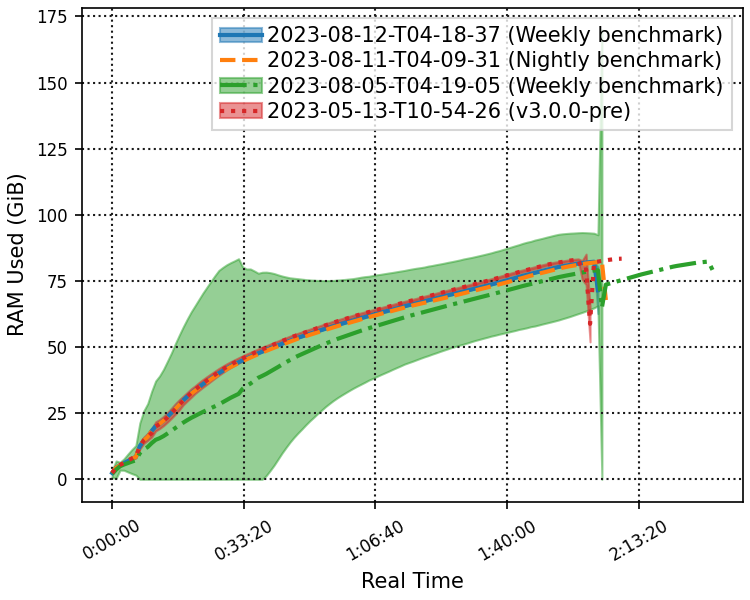 175
150
125
100
75
50
25
0
RAM Used (GiB)
2023-08-12-T04-18-37 (Weekly benchmark)
2023-08-11-T04-09-31 (Nightly benchmark)
2023-08-05-T04-19-05 (Weekly benchmark)
2023-05-13-T10-54-26 (v3.0.0-pre)
0:00:00
0:33:20
1:06:40
1:40:00
2:13:20
Real Time